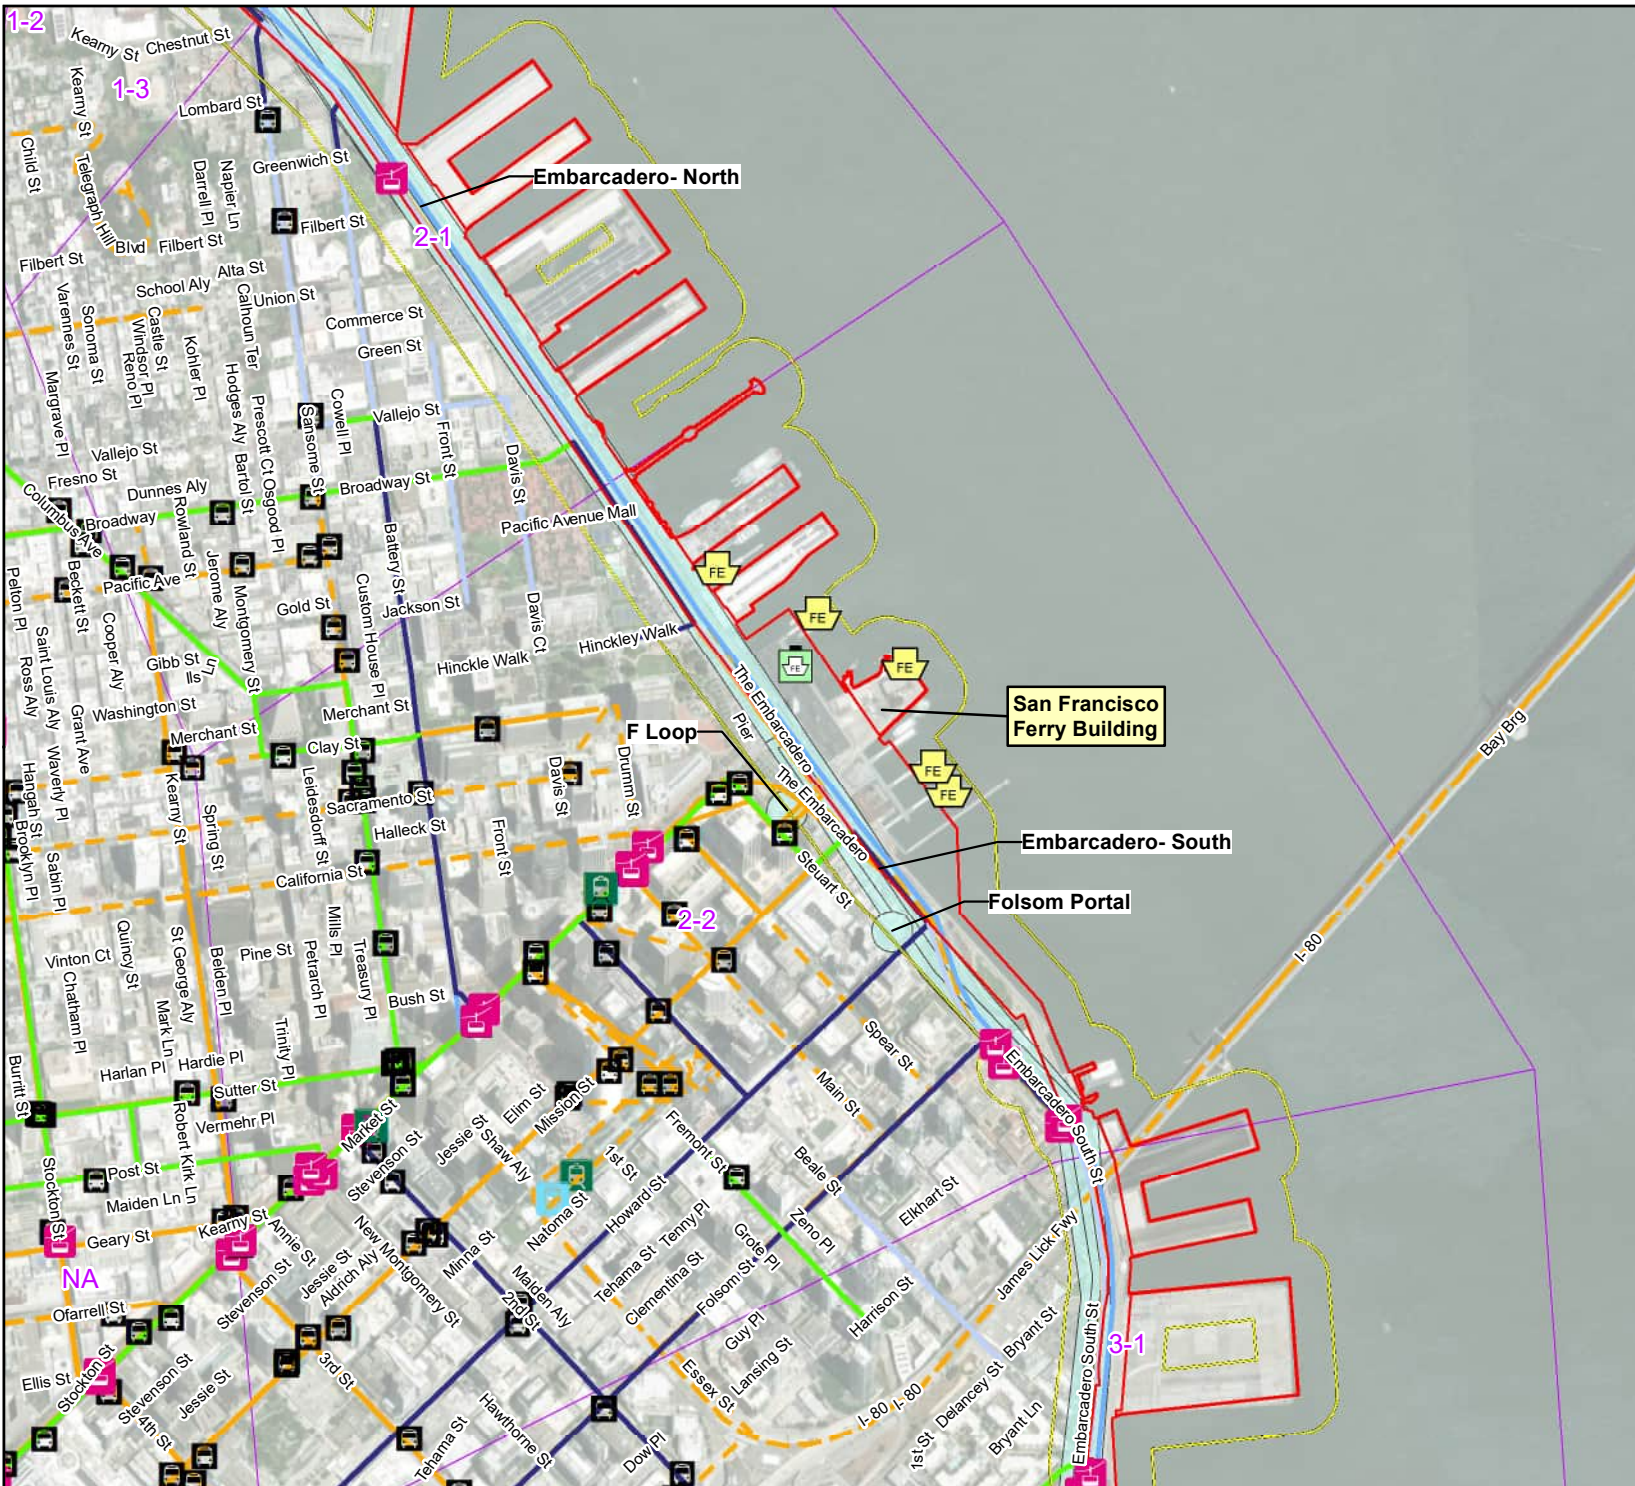 1-2
Kearny St
Chestnut St
1-3
Kearny St
Lombard St
Child St
Telegraph Hill
Blvd
Greenwich St
Darrell Pl
Napier Ln
Embarcadero- North
Filbert St
2-1
Filbert St
Filbert St
Alta St
School Aly
Union St
Varennes St
Sonoma St
Castle St
Windsor Pl
Reno Pl
Kohler Pl
Calhoun Ter
Commerce St
Green St
Margrave Pl
Hodges Aly
Prescott Ct
Osgood Pl
Bartol St
Sansome St
Cowell Pl
Vallejo St
Front St
Davis St
Vallejo St
Fresno St
Dunnes Aly
Broadway St
Columbus Ave
Broadway
Rowland St
Pacific Avenue Mall
Battery St
Pelton Pl
Beckett St
Pacific Ave
Jerome Aly
Montgomery St
Gold St
Custom House Pl
Jackson St
Davis Ct
FE
FE
FE
FE
Saint Louis Aly
Ross Aly
Cooper Aly
Gibb St
Ils Ln
Hinckle Walk
Hinckley Walk
Grant Ave
Washington St
Merchant St
Merchant St
The Embarcadero
Pier
San Francisco
Ferry Building
F Loop
Waverly Pl
Hangah St
Clay St
Drumm St
Davis St
Bay Brg
FE
FE
Kearny St
Spring St
Leidesdorff St
Sacramento St
The Embarcadero
Brooklyn Pl
Sabin Pl
Halleck St
Front St
Embarcadero- South
California St
Steuart St
Folsom Portal
2-2
Quincy St
St George Aly
Belden Pl
Mills Pl
Petrarch Pl
Treasury Pl
Vinton Ct
Pine St
I-80
Chatham Pl
Mark Ln
Bush St
Trinity Pl
Spear St
Burritt St
Harlan Pl
Hardie Pl
Sutter St
Robert Kirk Ln
Vermehr Pl
Market St
Stevenson St
Jessie St
Elim St
Mission St
Shaw Aly
Main St
Embarcadero South St
Fremont St
1st St
Beale St
Stockton St
Post St
Maiden Ln
Natoma St
Howard St
Elkhart St
Zeno Pl
Geary St
Kearny St
Annie St
New Montgomery St
Minna St
Tenny Pl
Tehama St
Grote Pl
James Lick Fwy
NA
Jessie St
Aldrich Aly
Stevenson St
Malden Aly
Clementina St
Folsom St
Harrison St
Ofarrell St
2nd St
Guy Pl
Lansing St
Bryant St
3-1
Ellis St
Stockton St
Stevenson St
Jessie St
4th St
3rd St
Essex St
Delancey St
Embarcadero South St
Hawthorne St
Tehama St
Dow Pl
I-80
I-80
1st St
Bryant Ln